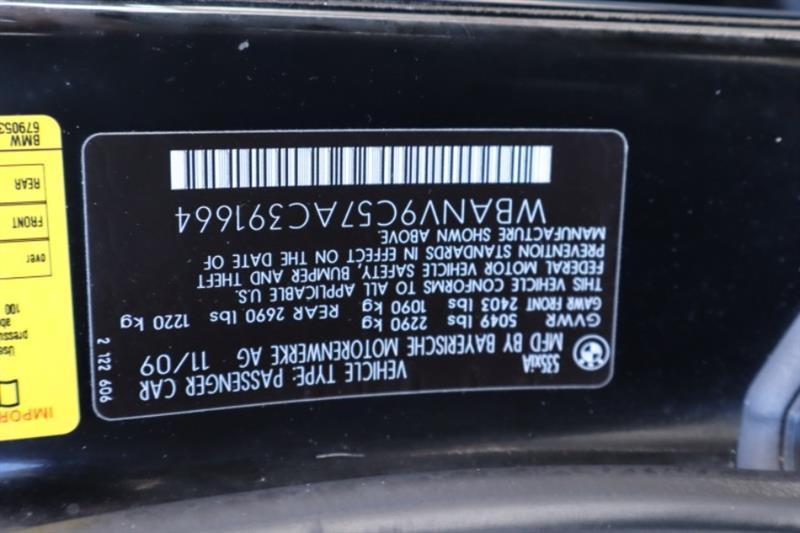 VEHICLE TYPE: PASSENGER CAR
535xiA
MFD BY BAYERISCHE MOTORENWERKE AG 11/09
GVWR 5049 lbs 2290 kg
GAWR FRONT 2403 lbs 1090 kg REAR 2690 lbs 1220 kg
THIS VEHICLE CONFORMS TO ALL APPLICABLE U.S.
FEDERAL MOTOR VEHICLE SAFETY, BUMPER AND THEFT
PREVENTION STANDARDS IN EFFECT ON THE DATE OF
MANUFACTURE SHOWN ABOVE
WBANV9C57AC391664
2 122 606
Use
100
over
FRONT
REAR
BMW